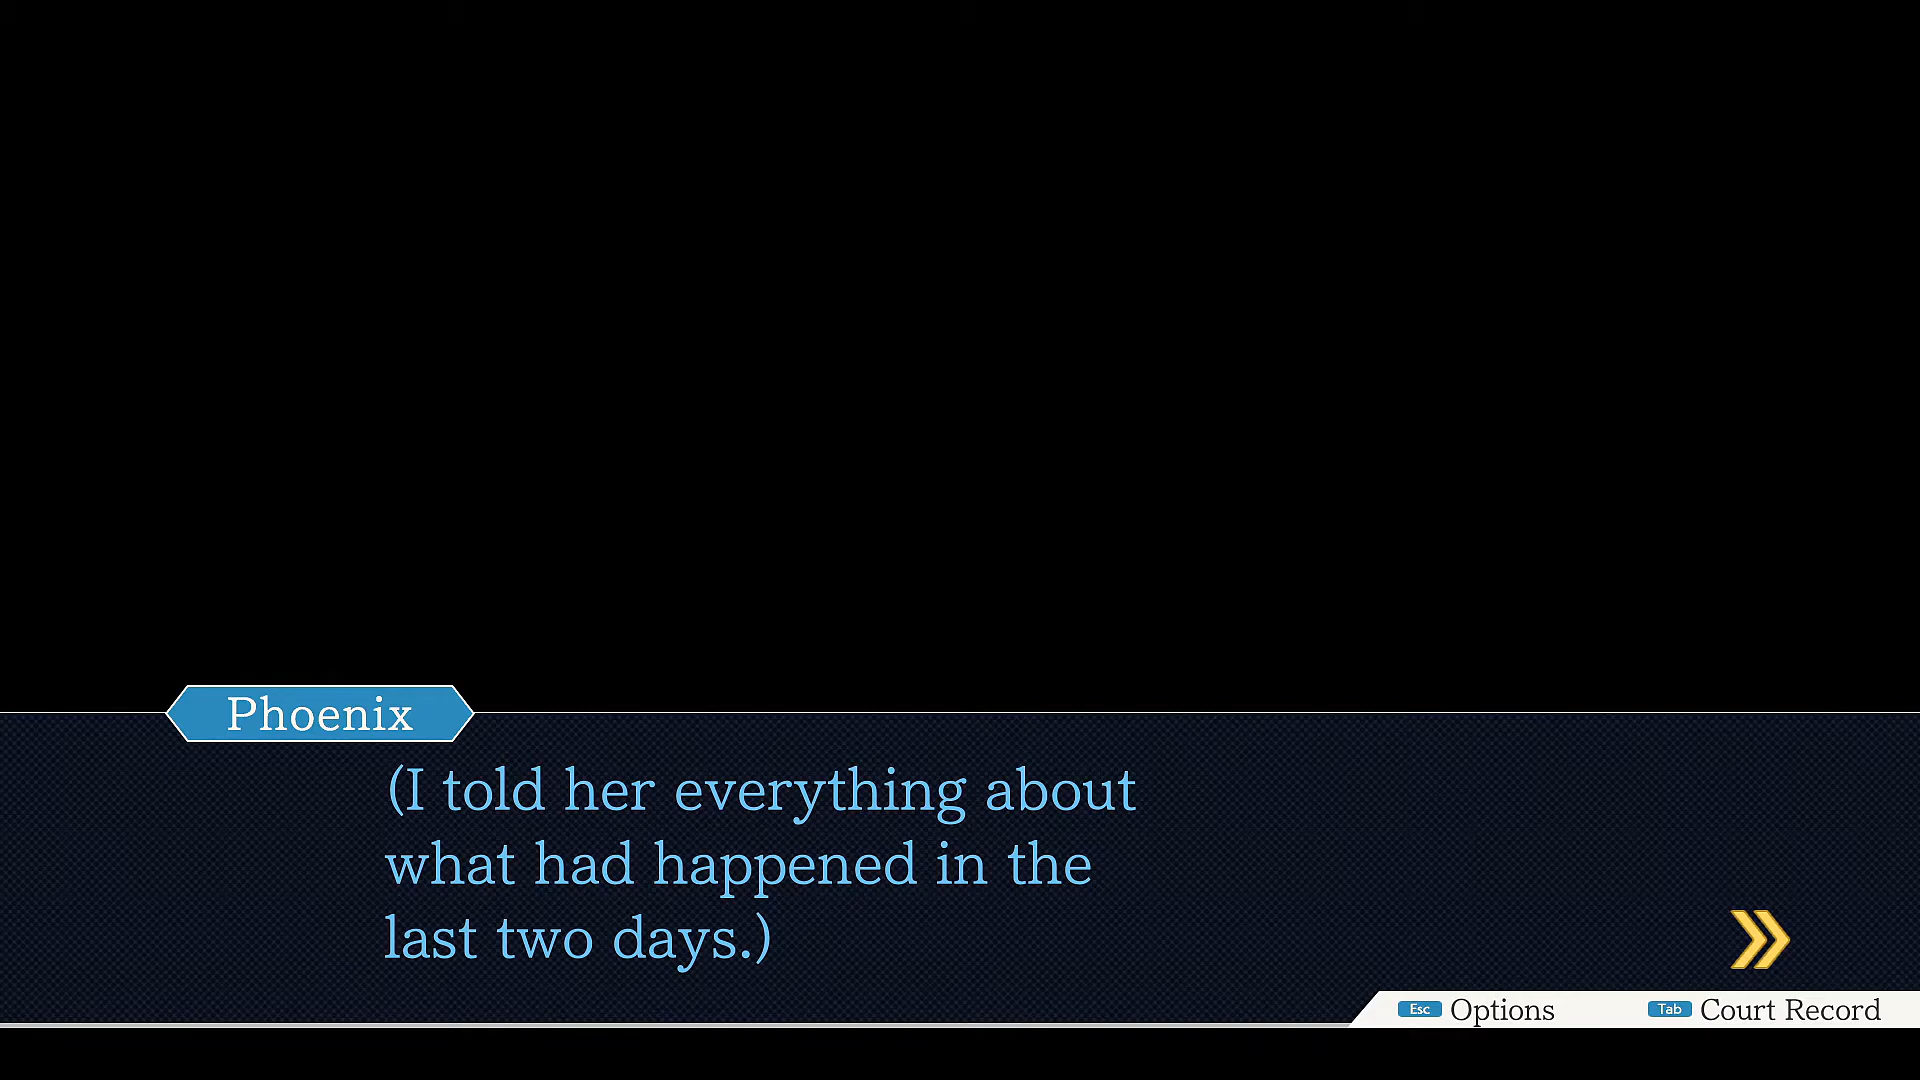 Phoenix
(I told her everything about
what had happened in the
last two days.)
Esc Options Tab Court Record